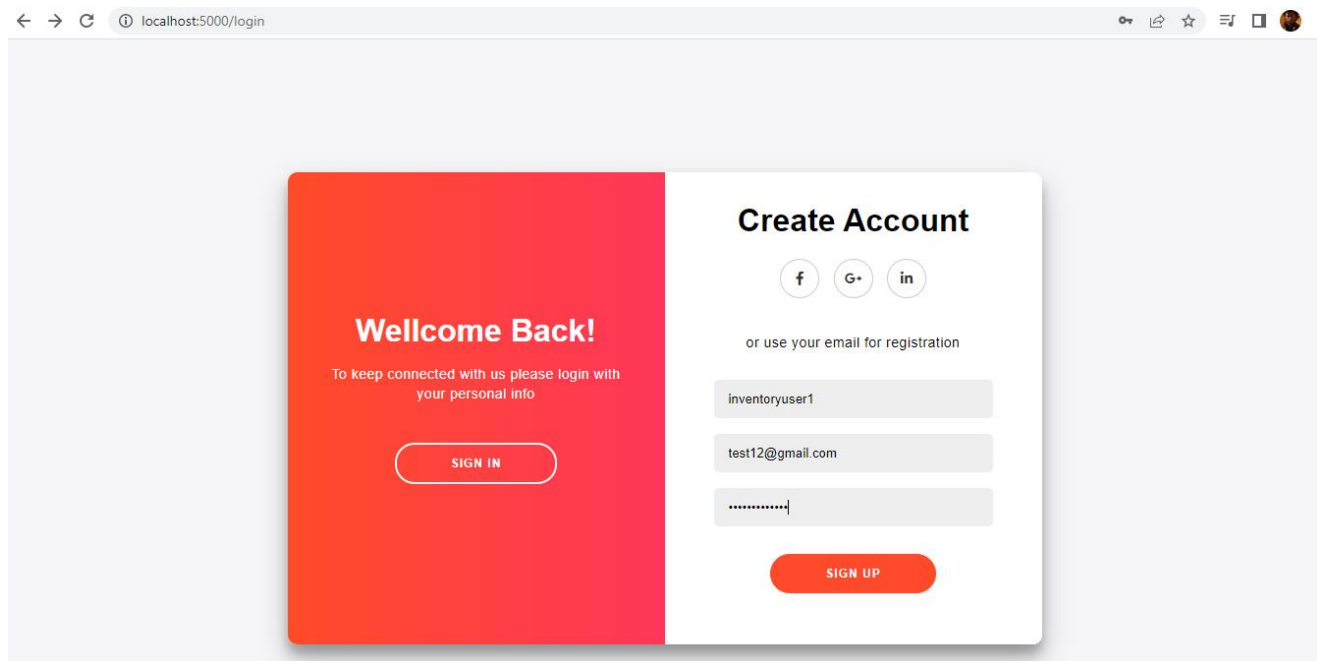 localhost:5000/login
Wellcome Back!
To keep connected with us please login with
your personal info
SIGN IN
Create Account
f
G+
in
or use your email for registration
inventoryuser1
test12@gmail.com
•••••••••••••
SIGN UP